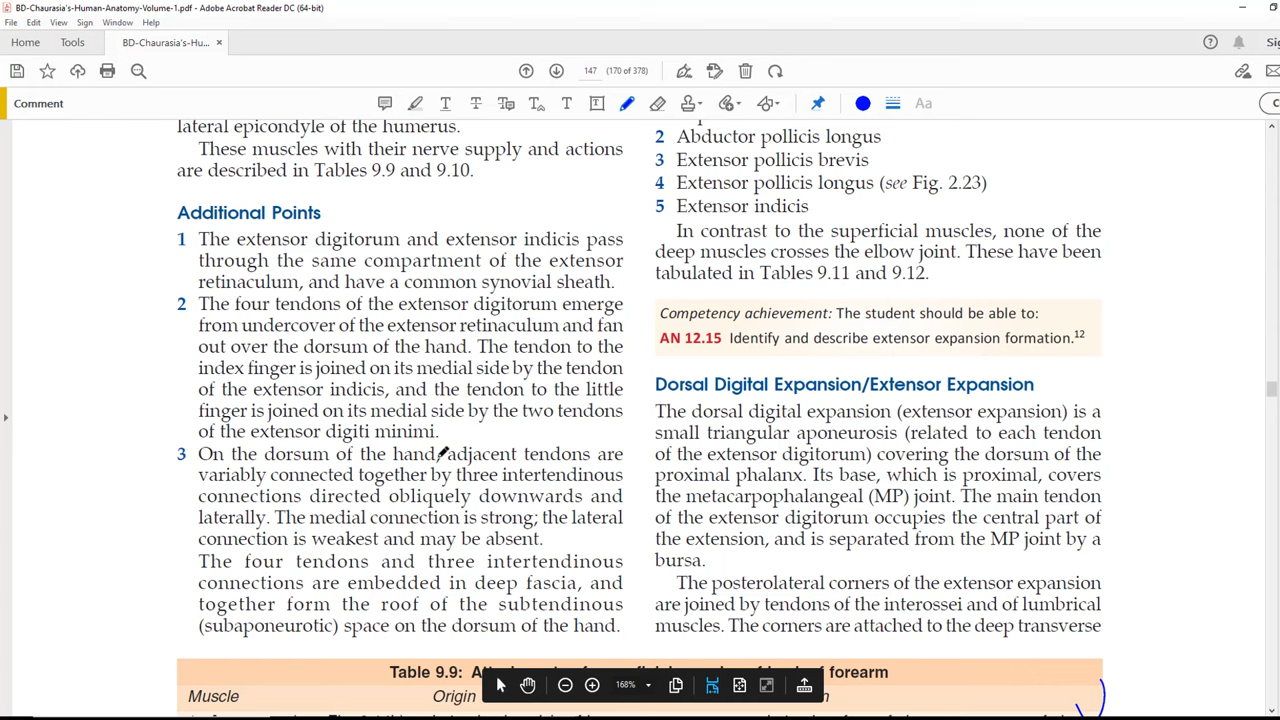 BD-Chaurasia's-Human-Anatomy-Volume-1.pdf - Adobe Acrobat Reader DC (64-bit)
File Edit View Sign Window Help
Home Tools BD-Chaurasia's-Hu... ×
147 (170 of 378)
Comment
lateral epicondyle of the humerus.
These muscles with their nerve supply and actions
are described in Tables 9.9 and 9.10.
Additional Points
1 The extensor digitorum and extensor indicis pass
through the same compartment of the extensor
retinaculum, and have a common synovial sheath.
2 The four tendons of the extensor digitorum emerge
from undercover of the extensor retinaculum and fan
out over the dorsum of the hand. The tendon to the
index finger is joined on its medial side by the tendon
of the extensor indicis, and the tendon to the little
finger is joined on its medial side by the two tendons
of the extensor digiti minimi.
3 On the dorsum of the hand, adjacent tendons are
variably connected together by three intertendinous
connections directed obliquely downwards and
laterally. The medial connection is strong; the lateral
connection is weakest and may be absent.
The four tendons and three intertendinous
connections are embedded in deep fascia, and
together form the roof of the subtendinous
(subaponeurotic) space on the dorsum of the hand.
2 Abductor pollicis longus
3 Extensor pollicis brevis
4 Extensor pollicis longus (see Fig. 2.23)
5 Extensor indicis
In contrast to the superficial muscles, none of the
deep muscles crosses the elbow joint. These have been
tabulated in Tables 9.11 and 9.12.
Competency achievement: The student should be able to:
AN 12.15 Identify and describe extensor expansion formation.12
Dorsal Digital Expansion/Extensor Expansion
The dorsal digital expansion (extensor expansion) is a
small triangular aponeurosis (related to each tendon
of the extensor digitorum) covering the dorsum of the
proximal phalanx. Its base, which is proximal, covers
the metacarpophalangeal (MP) joint. The main tendon
of the extensor digitorum occupies the central part of
the extension, and is separated from the MP joint by a
bursa.
The posterolateral corners of the extensor expansion
are joined by tendons of the interossei and of lumbrical
muscles. The corners are attached to the deep transverse
Table 9.9: of forearm
Muscle Origin
168%